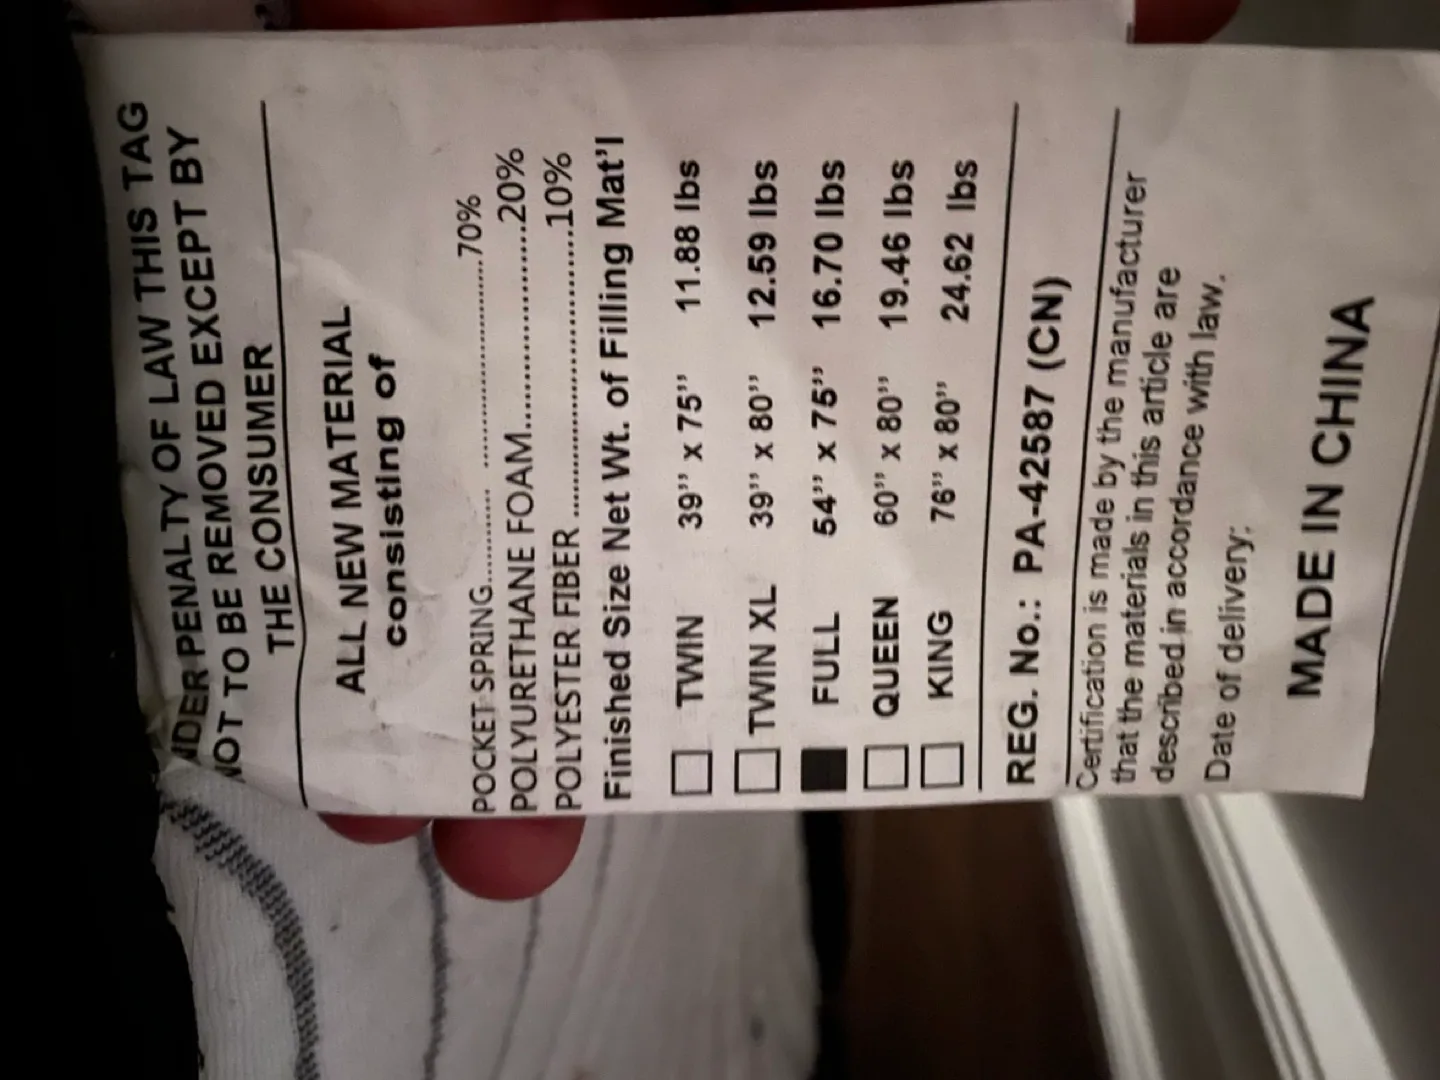 UNDER PENALTY OF LAW THIS TAG
NOT TO BE REMOVED EXCEPT BY
THE CONSUMER
ALL NEW MATERIAL
consisting of
POCKET SPRING..........................................70%
POLYURETHANE FOAM..........................20%
POLYESTER FIBER ....................................10%
Finished Size Net Wt. of Filling Mat'l
☐ TWIN 39'' x 75'' 11.88 lbs
☐ TWIN XL 39'' x 80'' 12.59 lbs
■ FULL 54'' x 75'' 16.70 lbs
☐ QUEEN 60'' x 80'' 19.46 lbs
☐ KING 76'' x 80'' 24.62 lbs
REG. No.: PA-42587 (CN)
Certification is made by the manufacturer
that the materials in this article are
described in accordance with law.
Date of delivery:
MADE IN CHINA